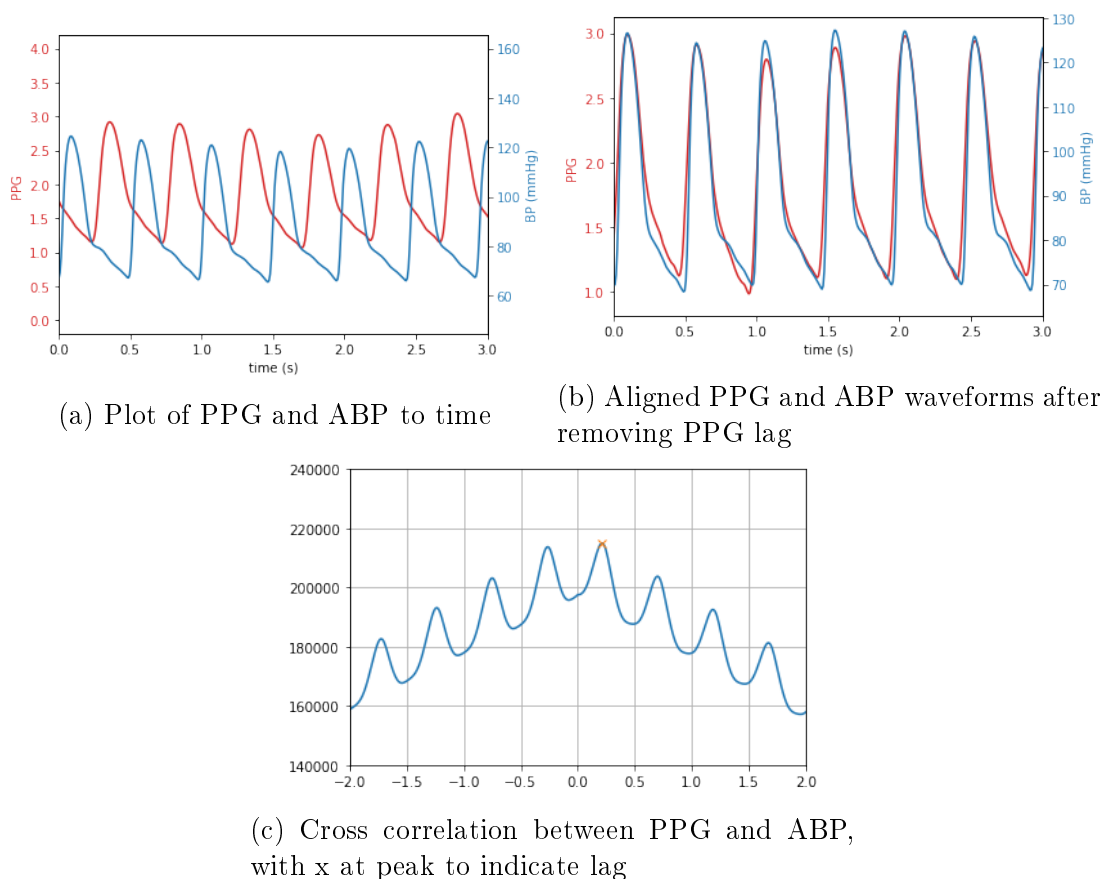 4.0
3.5
3.0
2.5
2.0
1.5
1.0
0.5
0.0
PPG
160
140
120
100
80
60
BP (mmHg)
0.0 0.5 1.0 1.5 2.0 2.5 3.0
time (s)
(a) Plot of PPG and ABP to time
3.0
2.5
2.0
1.5
1.0
PPG
130
120
110
100
90
80
70
BP (mmHg)
0.0 0.5 1.0 1.5 2.0 2.5 3.0
time (s)
(b) Aligned PPG and ABP waveforms after
removing PPG lag
240000
220000
200000
180000
160000
140000
−2.0 −1.5 −1.0 −0.5 0.0 0.5 1.0 1.5 2.0
(c) Cross correlation between PPG and ABP,
with x at peak to indicate lag